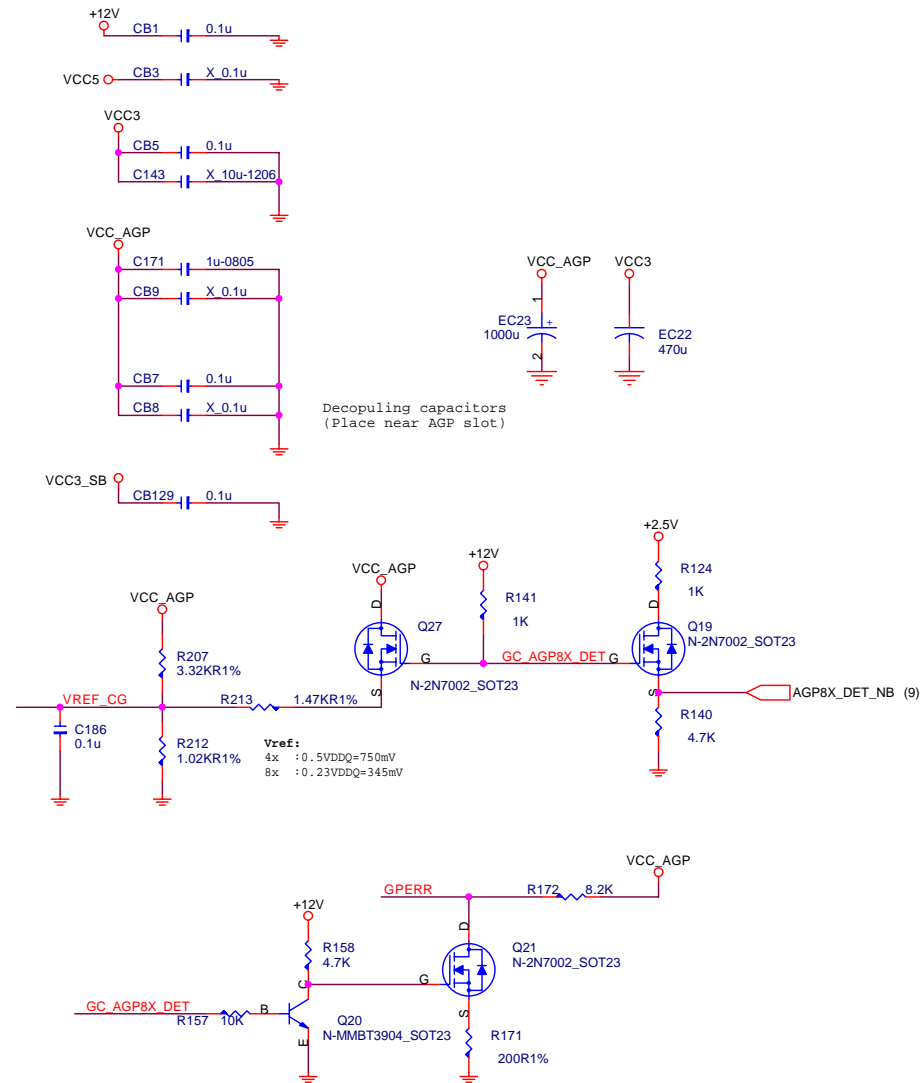 +12V
CB1 0.1u
VCC5
CB3 X_0.1u
VCC3
CB5 0.1u
C143 X_10u-1206
VCC_AGP
C171 1u-0805
CB9 X_0.1u
CB7 0.1u
CB8 X_0.1u
VCC_AGP
1
EC23 +
1000u
2
VCC3
EC22
470u
Decopuling capacitors
(Place near AGP slot)
VCC3_SB
CB129 0.1u
VCC_AGP
R207
3.32KR1%
VREF_CG
C186
0.1u
R212
1.02KR1%
R213 1.47KR1%
Vref:
4x :0.5VDDQ=750mV
8x :0.23VDDQ=345mV
VCC_AGP
D
Q27
G
S
N-2N7002_SOT23
+12V
R141
1K
GC_AGP8X_DET
+2.5V
R124
1K
D
Q19
N-2N7002_SOT23
G
S
AGP8X_DET_NB (9)
R140
4.7K
GPERR
R172 8.2K
VCC_AGP
+12V
R158
4.7K
D
Q21
N-2N7002_SOT23
G
S
C
GC_AGP8X_DET
R157 10K
B
Q20
N-MMBT3904_SOT23
E
R171
200R1%